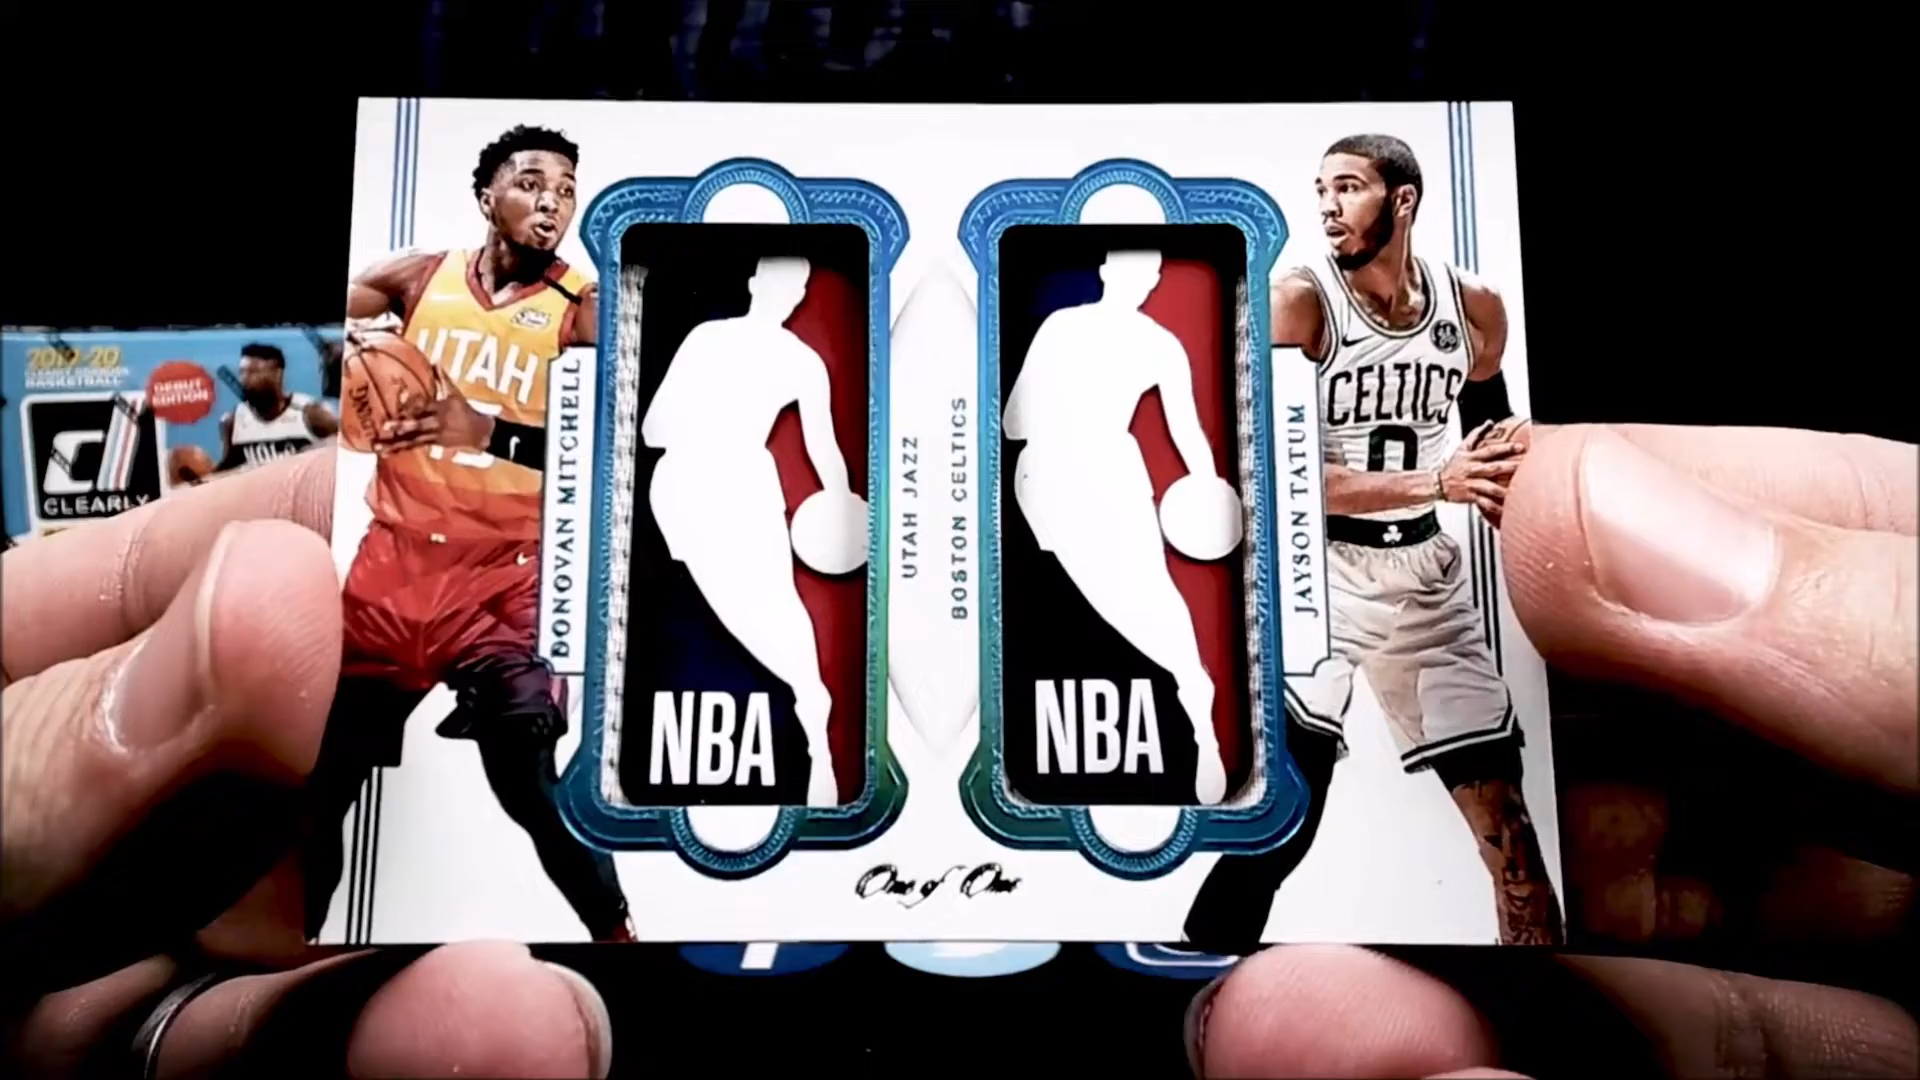 UTAH
DONOVAN MITCHELL
NBA
UTAH JAZZ
BOSTON CELTICS
NBA
JAYSON TATUM
CELTICS
0
One of One
2019-20
BASKETBALL
DEBUT
EDITION
CLEARLY